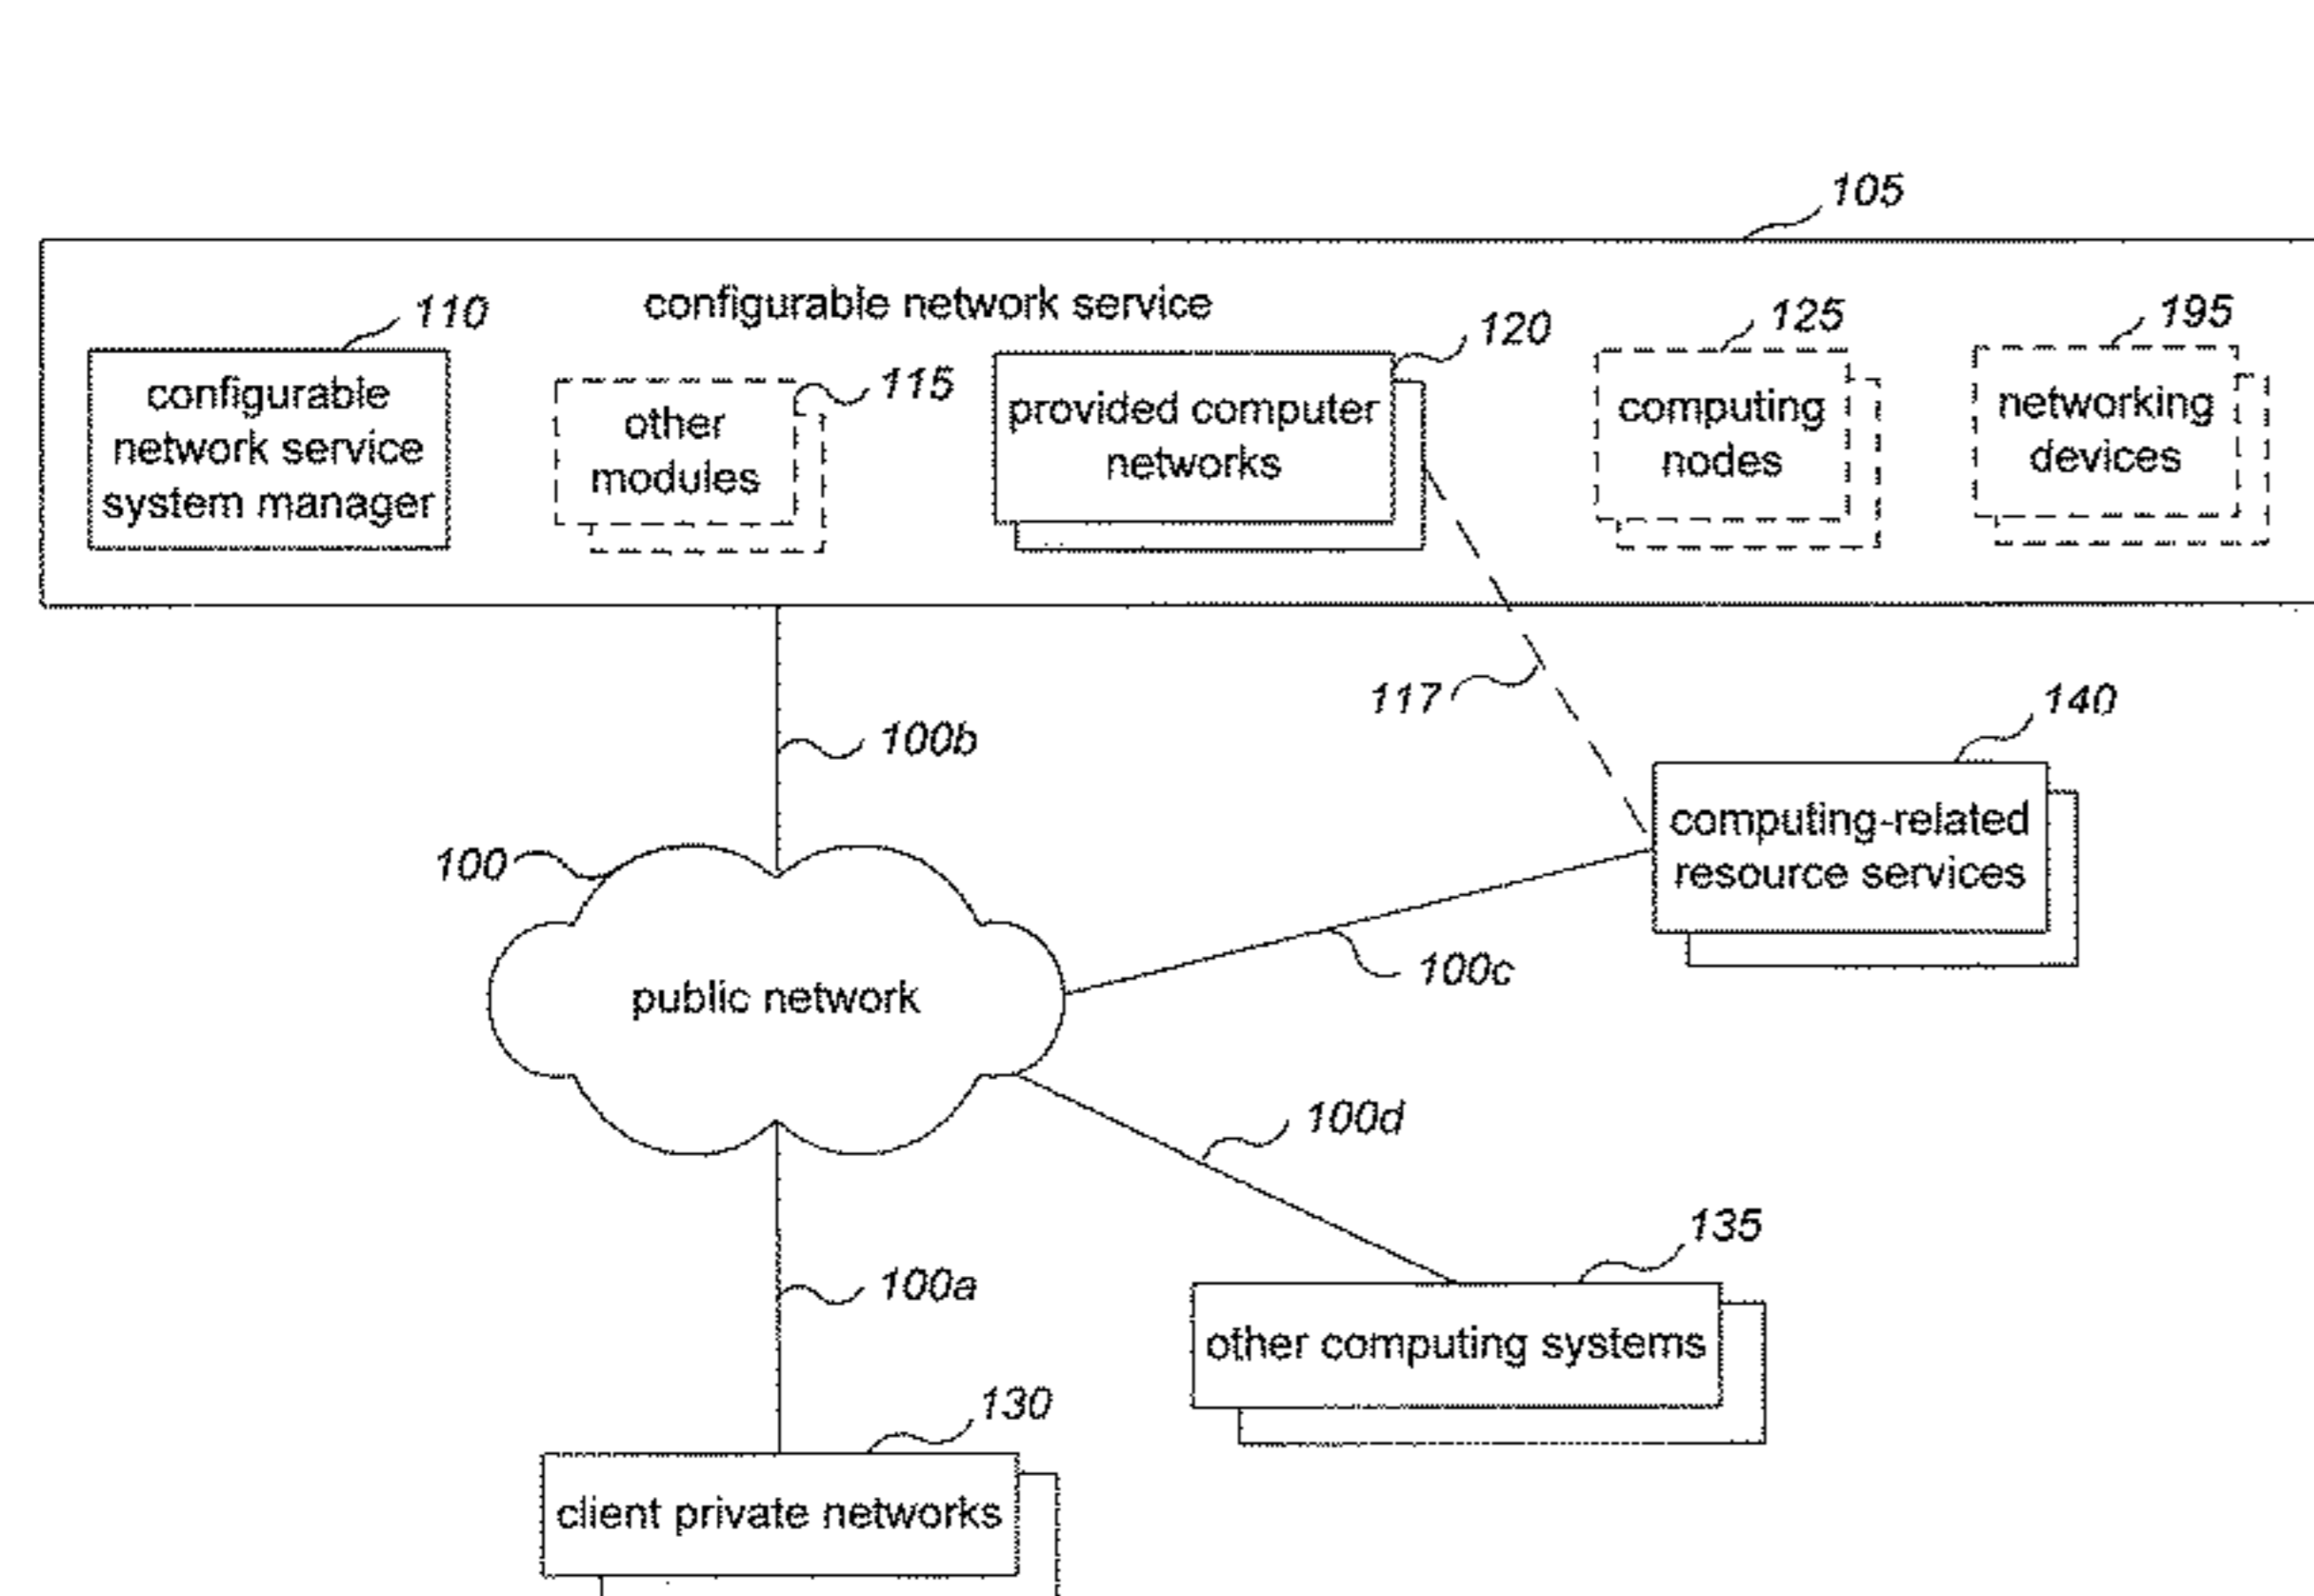 105
configurable network service
110
120
125
195
configurable
network service
system manager
115
other
modules
provided computer
networks
computing
nodes
networking
devices
117
140
100b
computing-related
resource services
100
public network
100c
100d
135
100a
other computing systems
130
client private networks